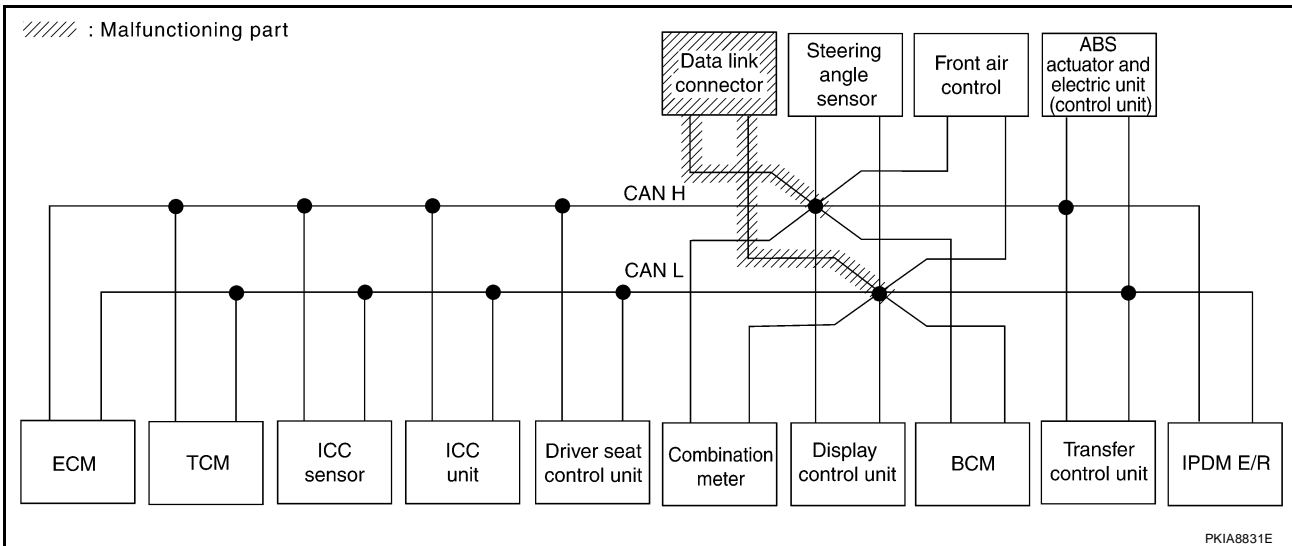 : Malfunctioning part
Data link
connector
Steering
angle
sensor
Front air
control
ABS
actuator and
electric unit
(control unit)
CAN H
CAN L
ECM
TCM
ICC
sensor
ICC
unit
Driver seat
control unit
Combination
meter
Display
control unit
BCM
Transfer
control unit
IPDM E/R
PKIA8831E